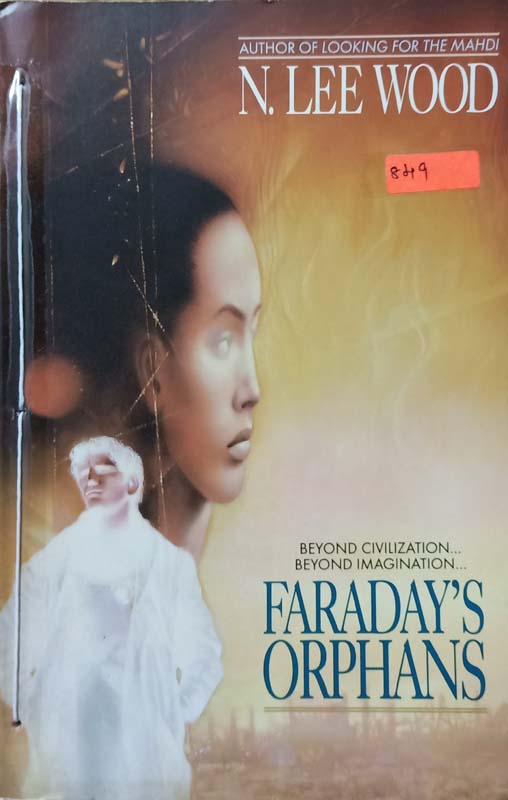 AUTHOR OF LOOKING FOR THE MAHDI
N. LEE WOOD
849
BEYOND CIVILIZATION...
BEYOND IMAGINATION...
FARADAY'S
ORPHANS